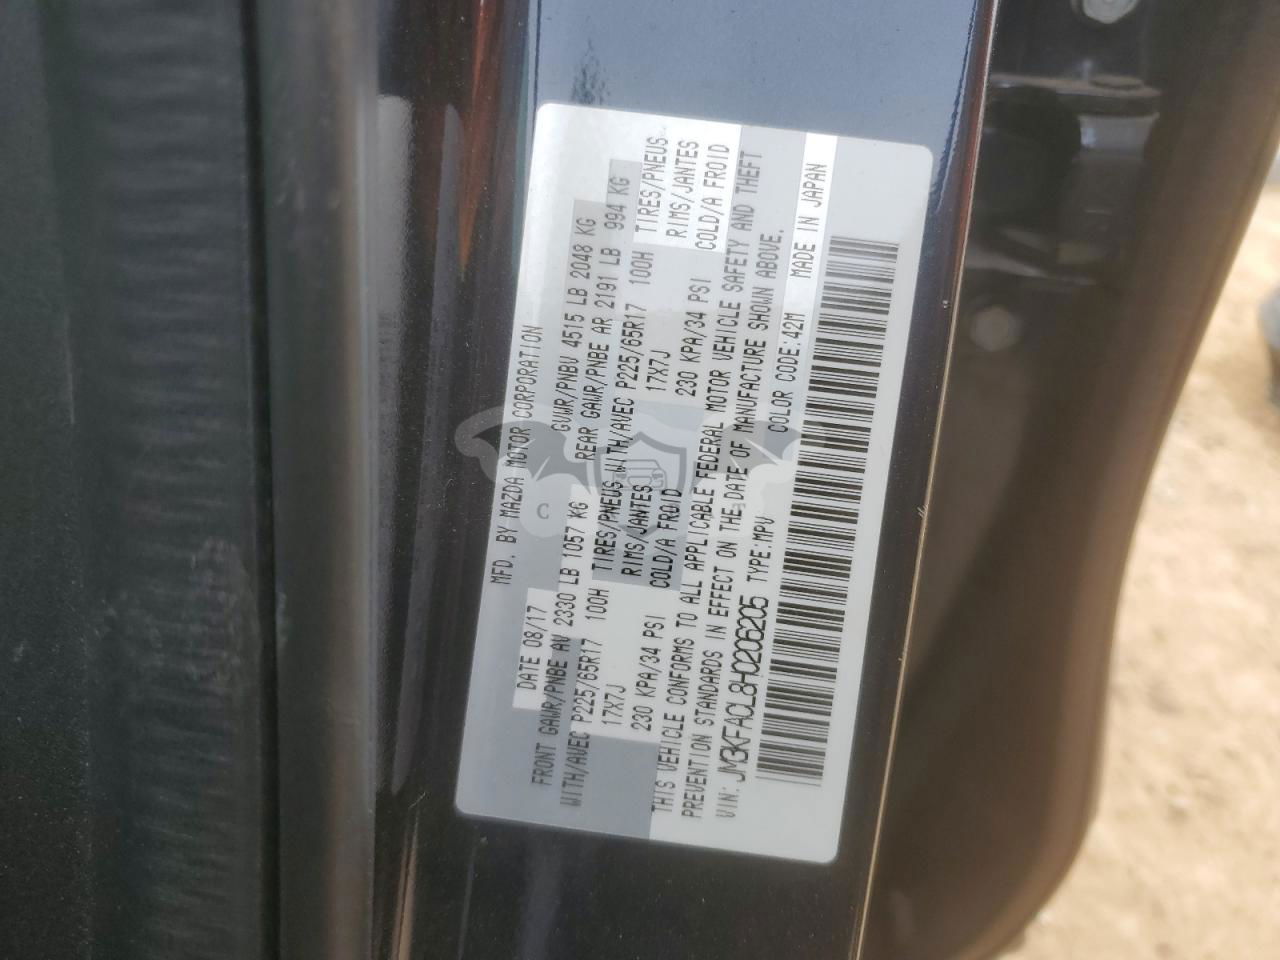 MFD. BY MAZDA MOTOR CORPORATION
DATE 08/17 GVWR/PNBV 4515 LB 2048 KG
FRONT GAWR/PNBE AV 2330 LB 1057 KG REAR GAWR/PNBE AR 2191 LB 994 KG
WITH/AVEC P225/65R17 100H TIRES/PNEUS WITH/AVEC P225/65R17 100H TIRES/PNEUS
17X7J RIMS/JANTES 17X7J RIMS/JANTES
230 KPA/34 PSI COLD/A FROID 230 KPA/34 PSI COLD/A FROID
THIS VEHICLE CONFORMS TO ALL APPLICABLE FEDERAL MOTOR VEHICLE SAFETY AND THEFT
PREVENTION STANDARDS IN EFFECT ON THE DATE OF MANUFACTURE SHOWN ABOVE.
VIN: JM3KFACL8H0206205 TYPE:MPV COLOR CODE:42M MADE IN JAPAN